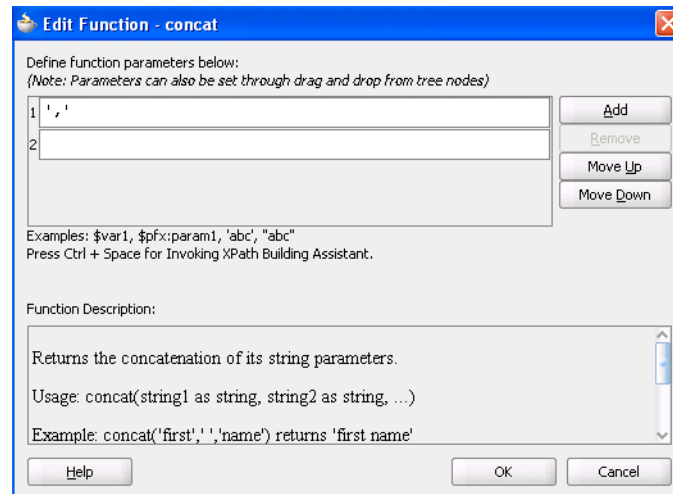 Edit Function - concat
Define function parameters below:
(Note: Parameters can also be set through drag and drop from tree nodes)
1 ','
Add
2
Remove
Move Up
Move Down
Examples: $var1, $pfx:param1, 'abc', "abc"
Press Ctrl + Space for Invoking XPath Building Assistant.
Function Description:
Returns the concatenation of its string parameters.
Usage: concat(string1 as string, string2 as string, ...)
Example: concat('first',' ','name') returns 'first name'
Help
OK
Cancel